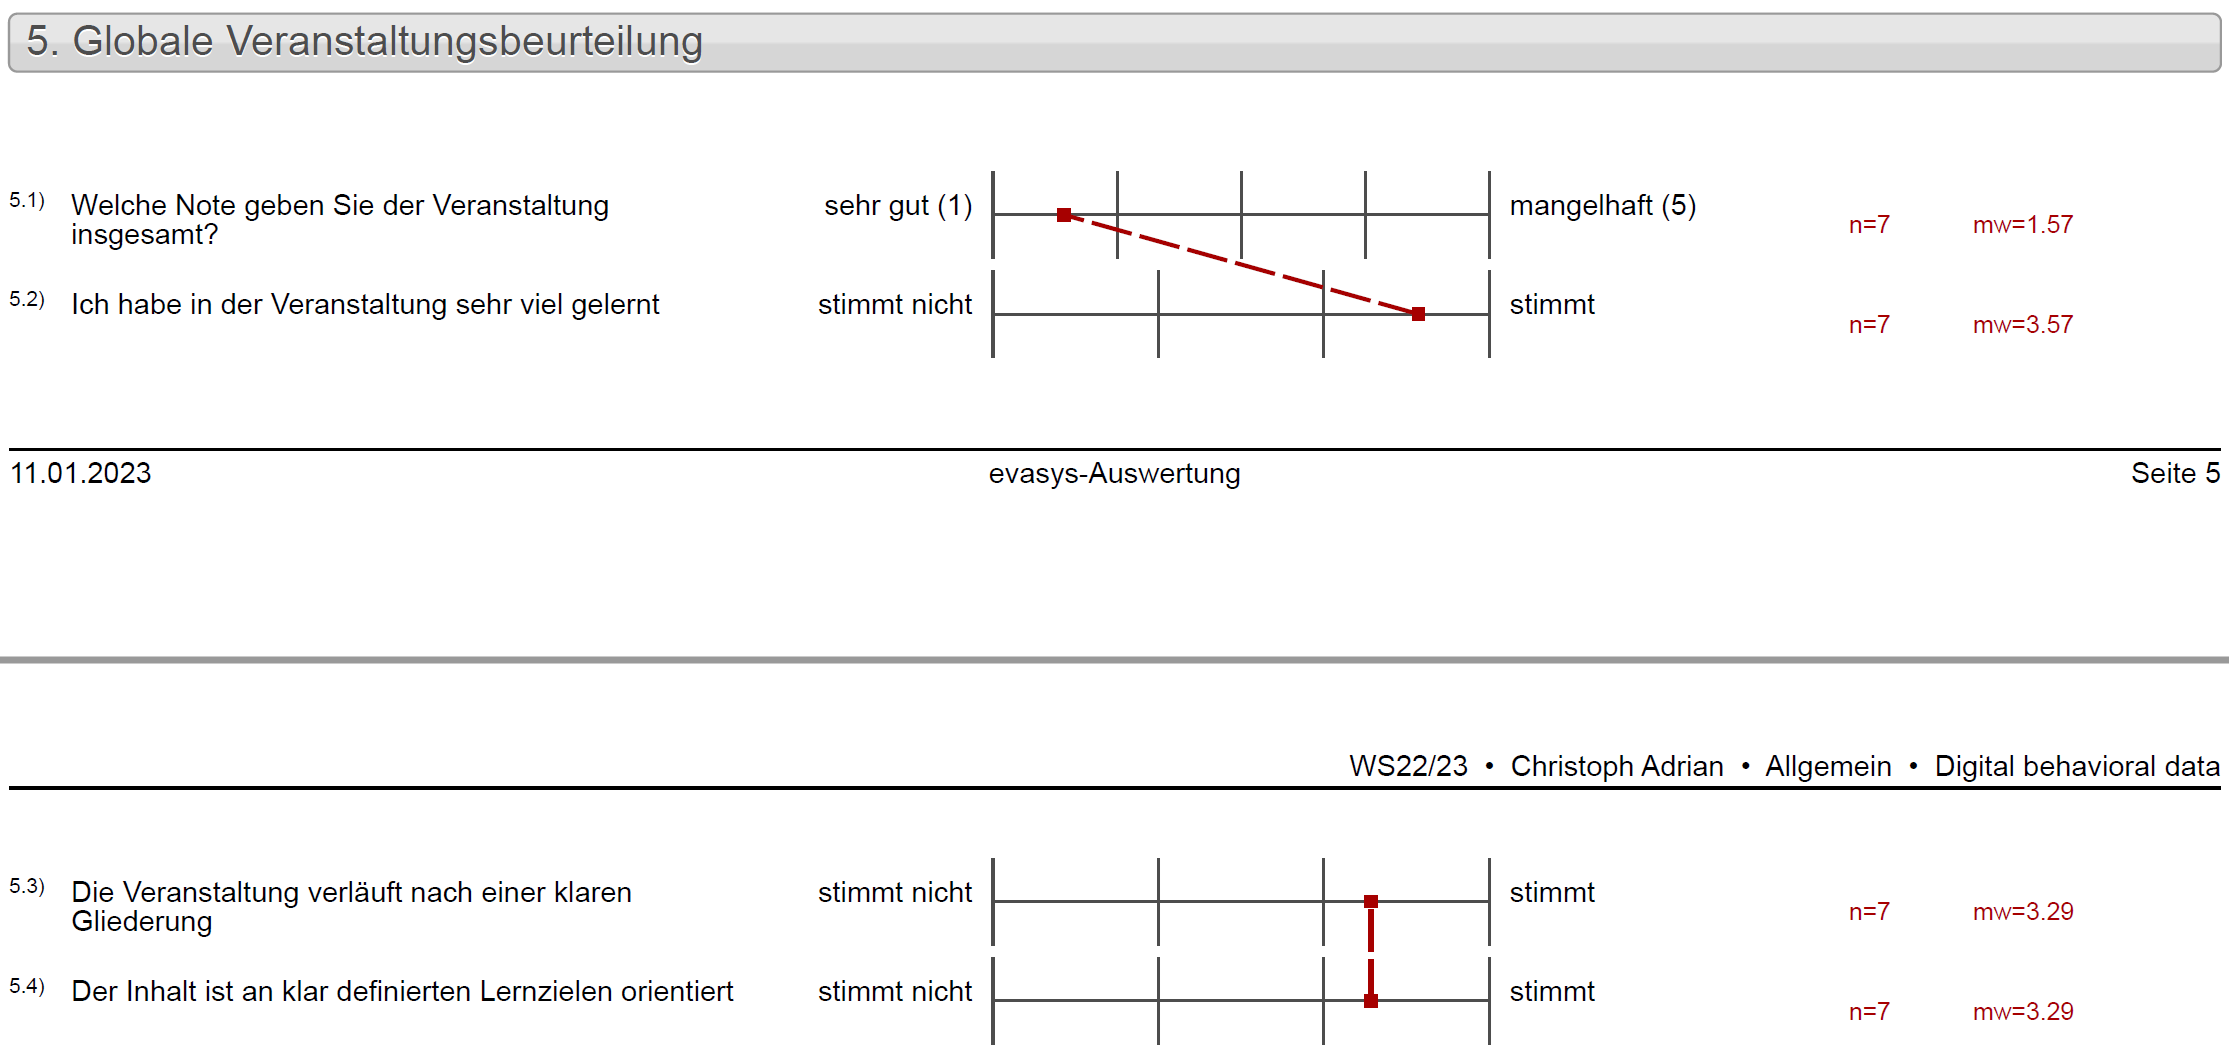 5. Globale Veranstaltungsbeurteilung
5.1) Welche Note geben Sie der Veranstaltung
insgesamt?
sehr gut (1) mangelhaft (5) n=7 mw=1.57
5.2) Ich habe in der Veranstaltung sehr viel gelernt stimmt nicht stimmt n=7 mw=3.57
11.01.2023 evasys-Auswertung Seite 5
WS22/23 • Christoph Adrian • Allgemein • Digital behavioral data
5.3) Die Veranstaltung verläuft nach einer klaren
Gliederung
stimmt nicht stimmt n=7 mw=3.29
5.4) Der Inhalt ist an klar definierten Lernzielen orientiert stimmt nicht stimmt n=7 mw=3.29